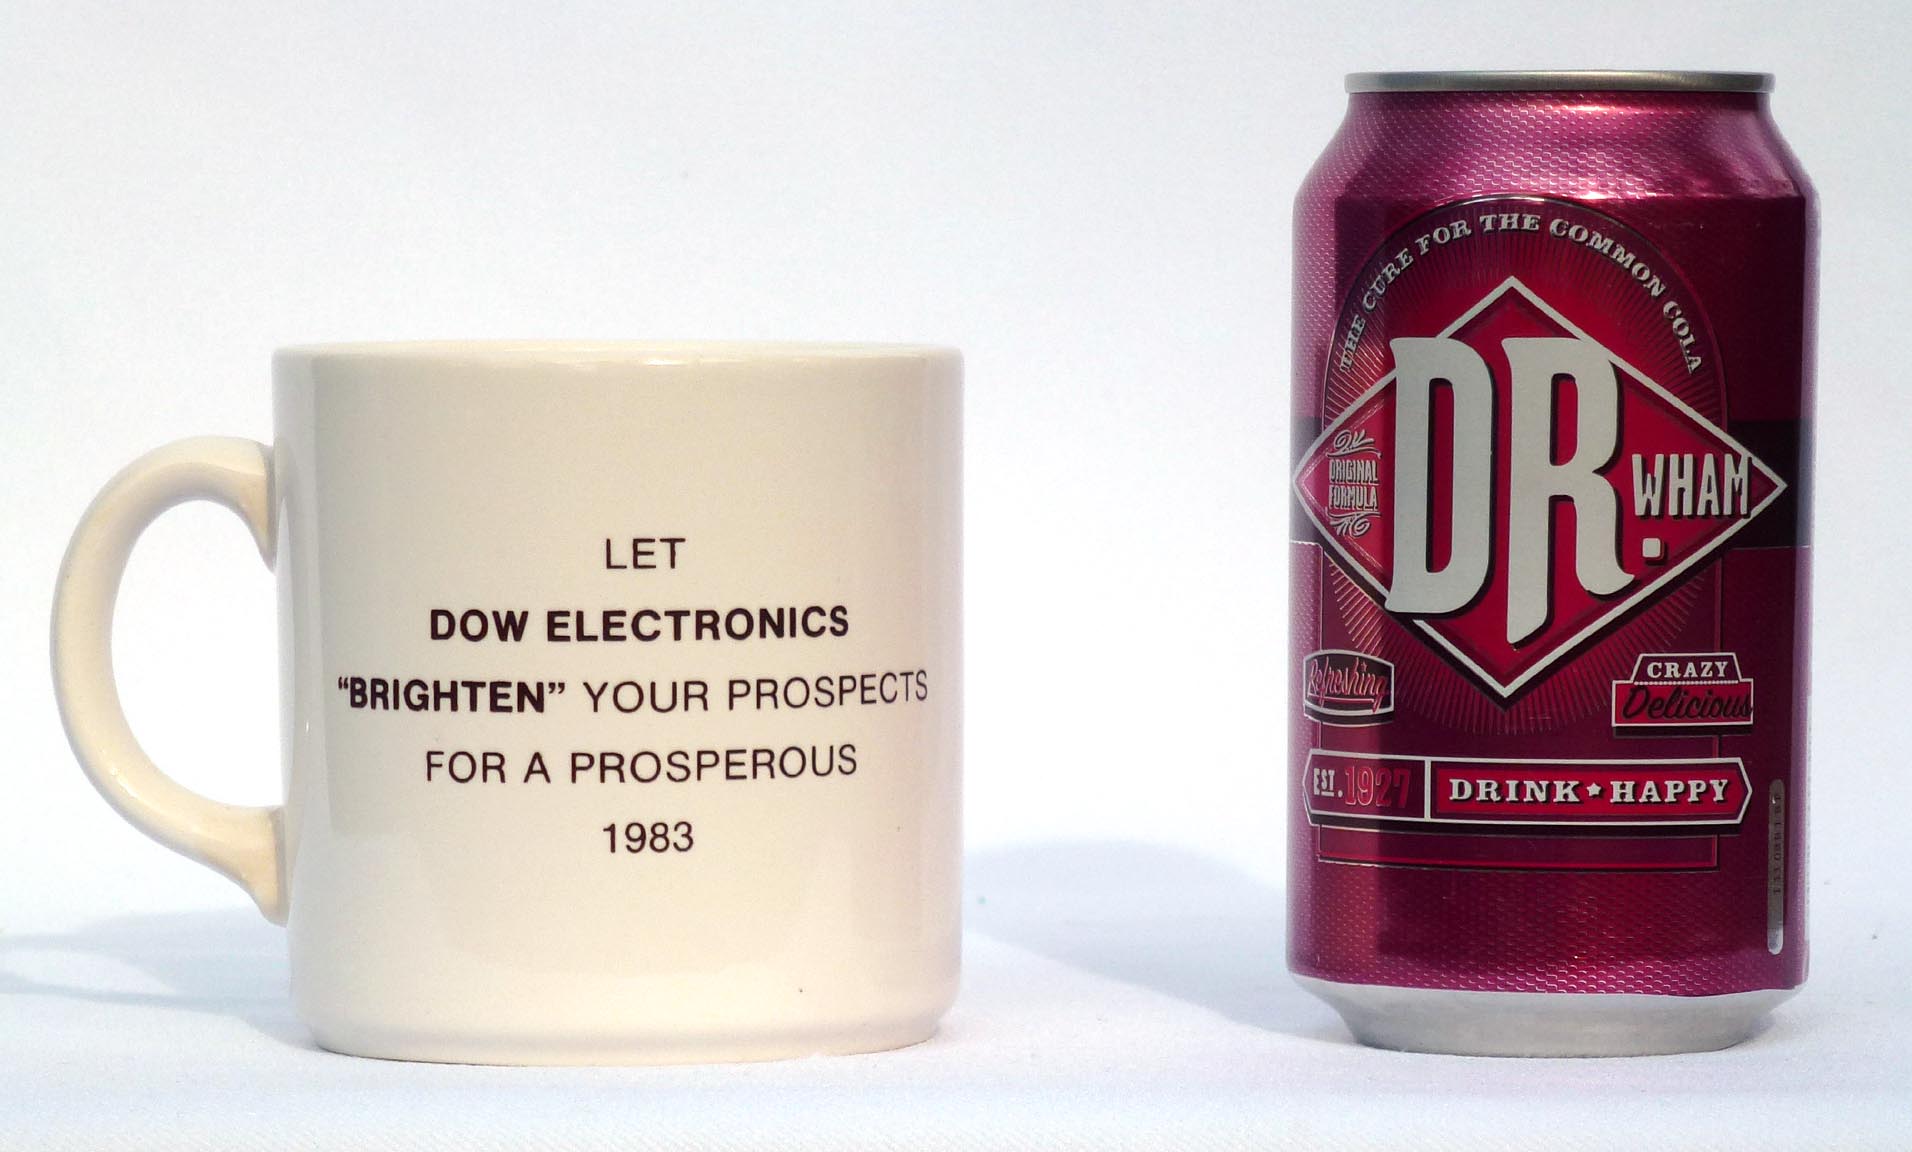 LET
DOW ELECTRONICS
“BRIGHTEN” YOUR PROSPECTS
FOR A PROSPEROUS
1983
THE CURE FOR THE COMMON COLA
ORIGINAL
FORMULA
DR.
WHAM
Refreshing
CRAZY
Delicious
EST. 1927
DRINK★HAPPY